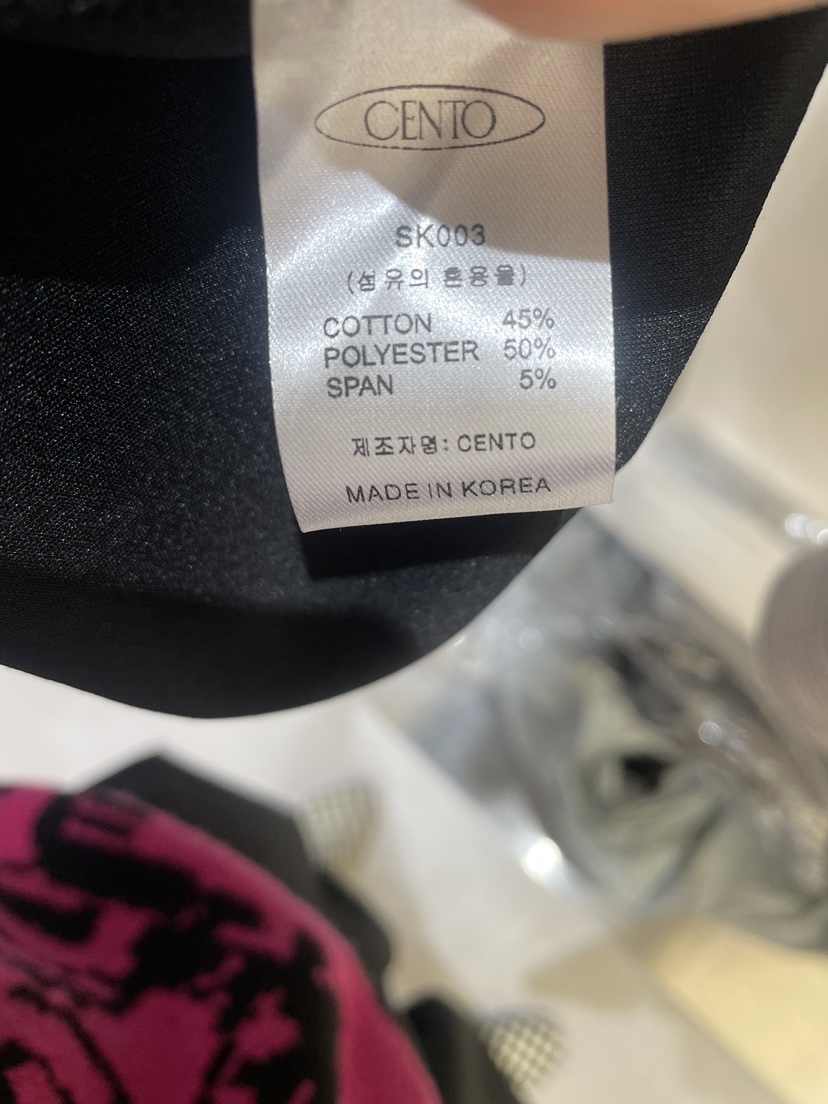 CENTO
SK003
(섬유의 혼용율)
COTTON 45%
POLYESTER 50%
SPAN 5%
제조자명: CENTO
MADE IN KOREA